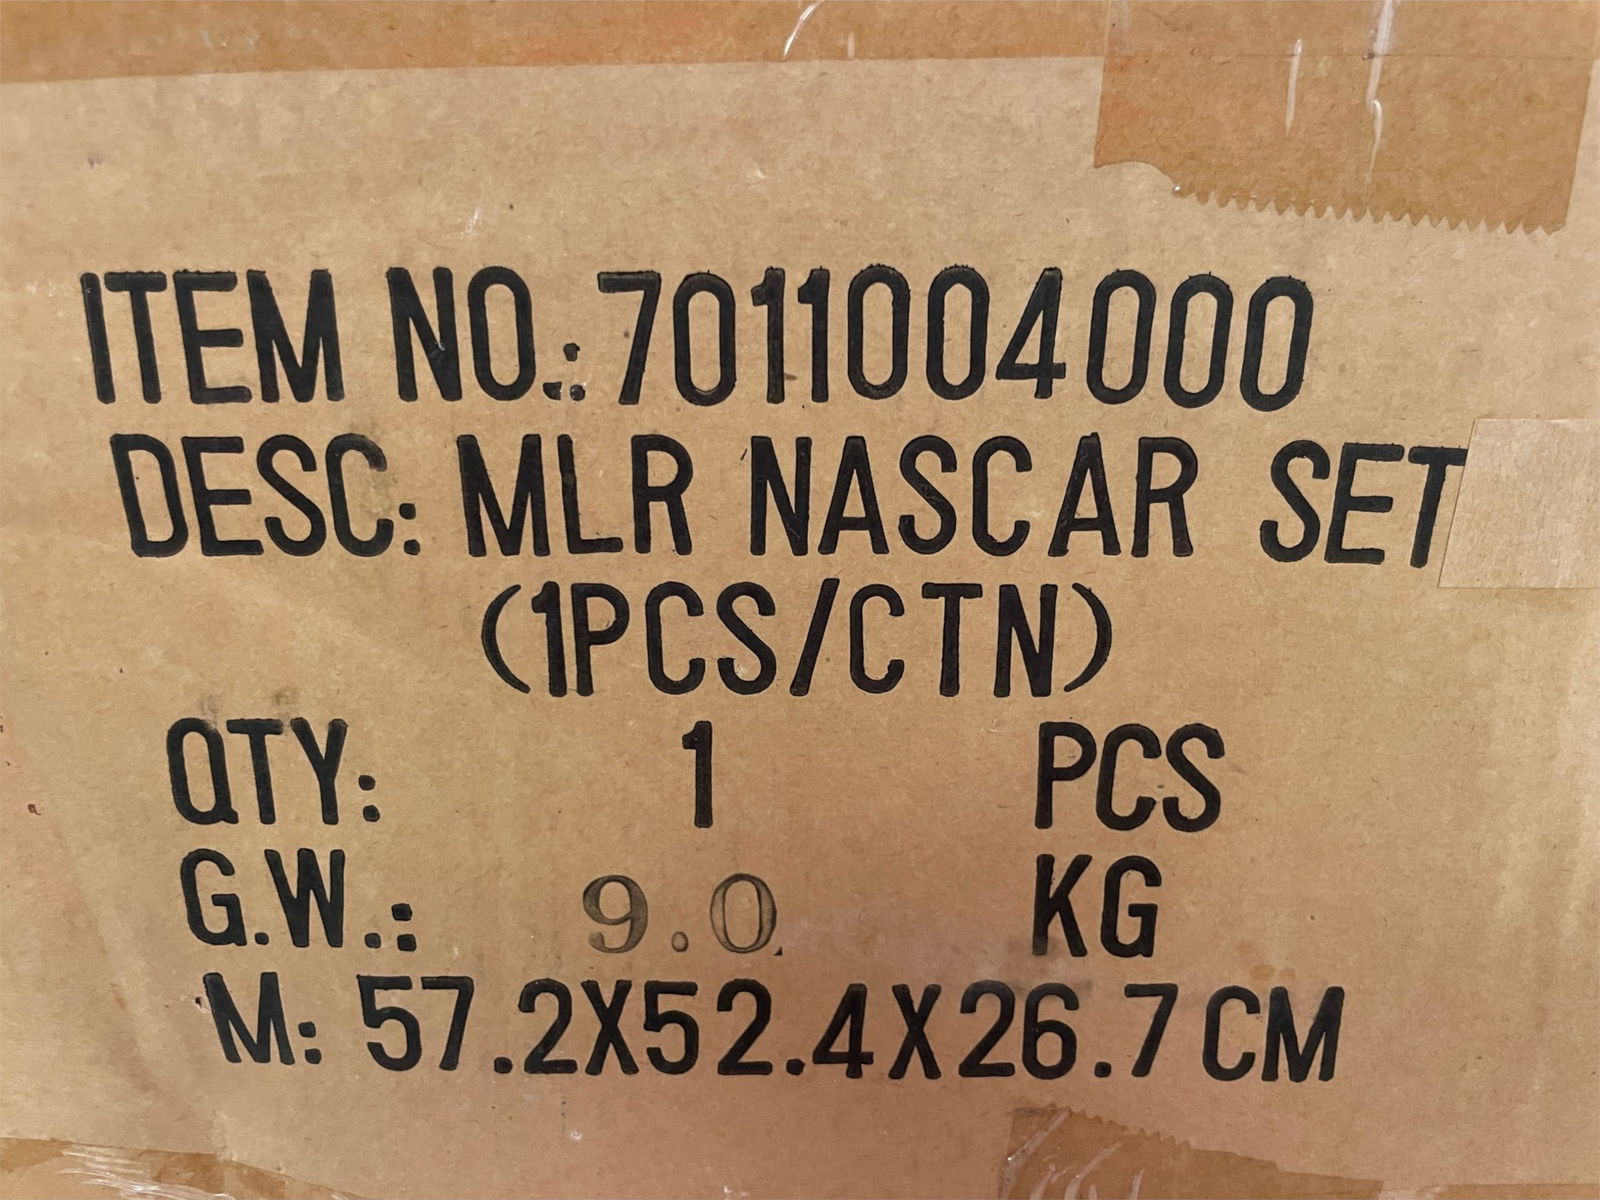 ITEM NO.: 7011004000
DESC: MLR NASCAR SET
(1PCS/CTN)
QTY: 1 PCS
G.W.: 9.0 KG
M: 57.2X52.4X26.7CM